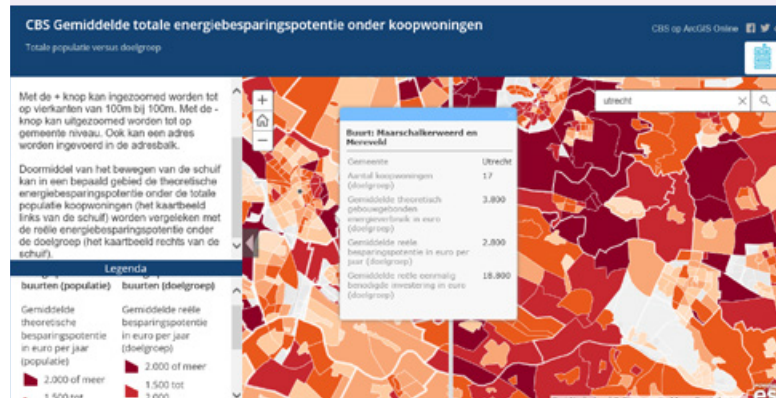 CBS Gemiddelde totale energiebesparingspotentie onder koopwoningen
Totale populatie versus doelgroep
CBS op ArcGIS Online
Met de + knop kan ingezoomed worden tot
op vierkanten van 100m bij 100m. Met de -
knop kan uitgezoomed worden tot op
gemeente niveau. Ook kan een adres
worden ingevoerd in de adresbalk.
Doormiddel van het bewegen van de schuif
kan in een bepaald gebied de theoretische
energiebesparingspotentie onder de totale
populatie koopwoningen (het kaartbeeld
links van de schuif) worden vergeleken met
de reële energiebesparingspotentie onder
de doelgroep (het kaartbeeld rechts van de
schuif).
Legenda
buurten (populatie)
buurten (doelgroep)
Gemiddelde
theoretische
besparingspotentie
in euro per jaar
(populatie)
2.000 of meer
1.500 tot
Gemiddelde reële
besparingspotentie
in euro per jaar
(doelgroep)
2.000 of meer
1.500 tot
2.000
+
−
utrecht
Buurt: Maarschalkerweerd en
Mereveld
Gemeente Utrecht
Aantal koopwoningen 17
(doelgroep)
Gemiddelde theoretisch 3.800
gebouwgebonden
energieverbruik in euro
(doelgroep)
Gemiddelde reële 2.800
besparingspotentie in euro per
jaar (doelgroep)
Gemiddelde reële eenmalig 18.800
benodigde investering in euro
(doelgroep)
es